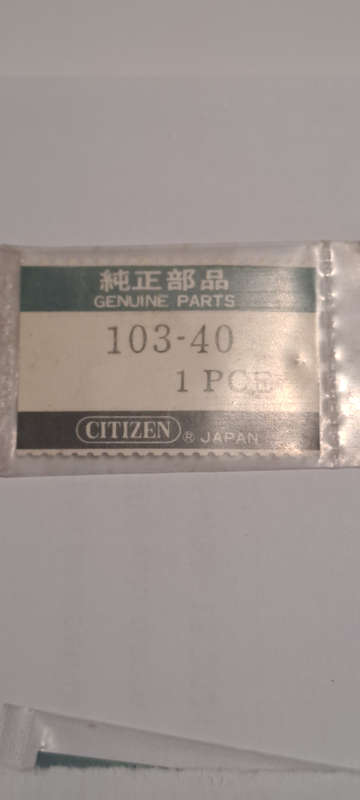 純正部品
GENUINE PARTS
103-40
1 PCE
CITIZEN ® JAPAN